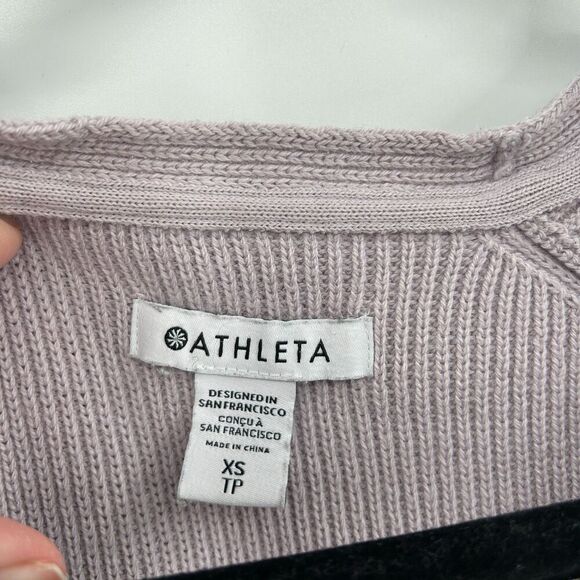 ATHLETA
DESIGNED IN
SAN FRANCISCO
CONÇU À
SAN FRANCISCO
MADE IN CHINA
XS
TP